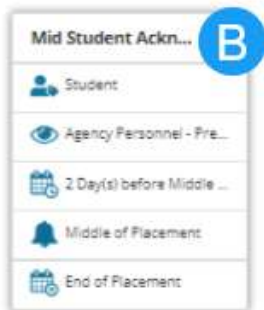 Mid Student Ackn...
B
Student
Agency Personnel - Pre...
2 Day(s) before Middle ...
Middle of Placement
End of Placement